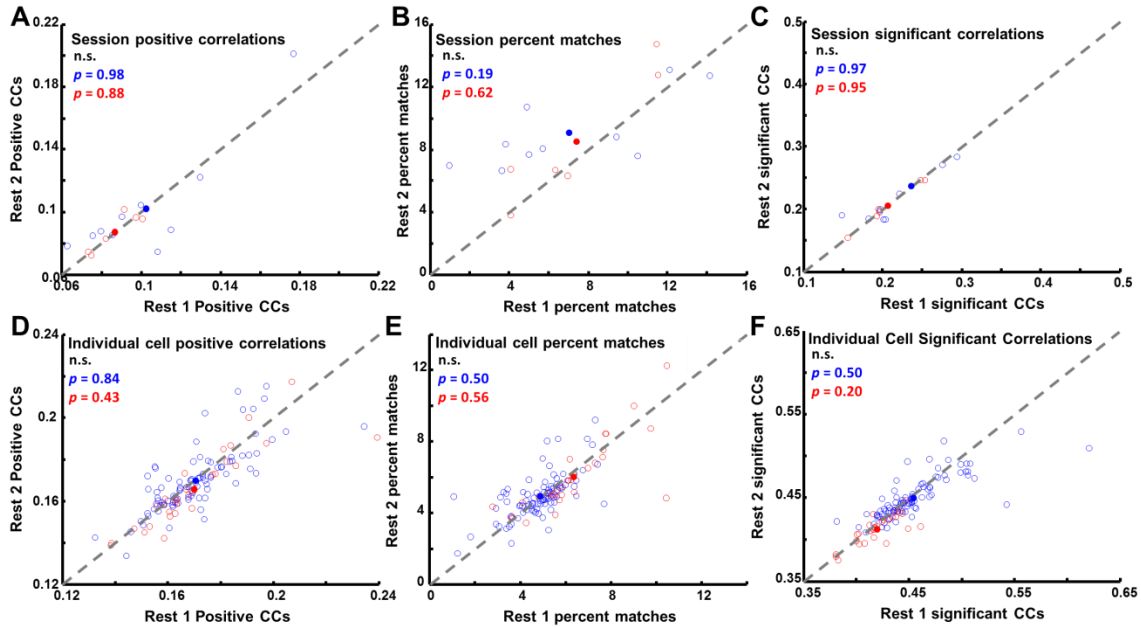 A
Session positive correlations
n.s.
p = 0.98
p = 0.88
0.22
0.18
0.14
0.1
0.06
0.06
0.1
0.14
0.18
0.22
Rest 2 Positive CCs
Rest 1 Positive CCs
B
Session percent matches
n.s.
p = 0.19
p = 0.62
16
12
8
4
0
0
4
8
12
16
Rest 2 percent matches
Rest 1 percent matches
C
Session significant correlations
n.s.
p = 0.97
p = 0.95
0.5
0.4
0.3
0.2
0.1
0.1
0.2
0.3
0.4
0.5
Rest 2 significant CCs
Rest 1 significant CCs
D
Individual cell positive correlations
n.s.
p = 0.84
p = 0.43
0.24
0.2
0.16
0.12
0.12
0.16
0.2
0.24
Rest 2 Positive CCs
Rest 1 Positive CCs
E
Individual cell percent matches
n.s.
p = 0.50
p = 0.56
12
8
4
0
0
4
8
12
Rest 2 percent matches
Rest 1 percent matches
F
Individual Cell Significant Correlations
n.s.
p = 0.50
p = 0.20
0.65
0.55
0.45
0.35
0.35
0.45
0.55
0.65
Rest 2 significant CCs
Rest 1 significant CCs